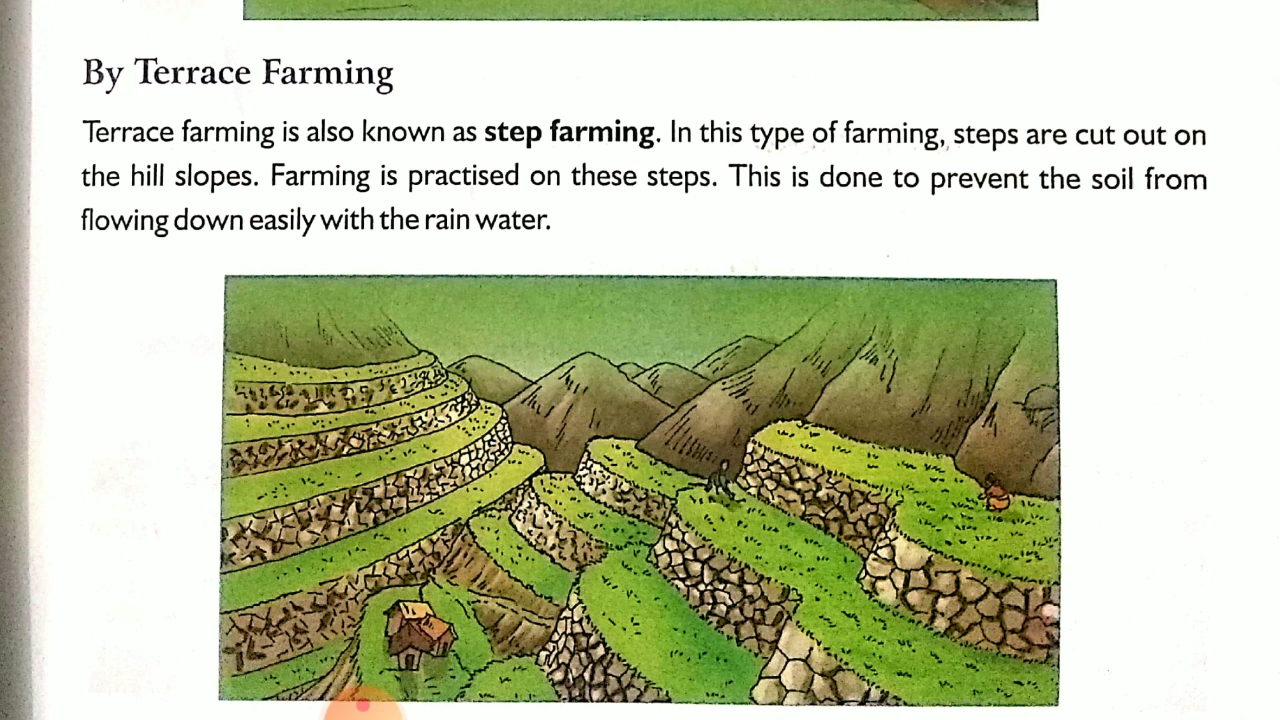 By Terrace Farming
Terrace farming is also known as step farming. In this type of farming, steps are cut out on
the hill slopes. Farming is practised on these steps. This is done to prevent the soil from
flowing down easily with the rain water.